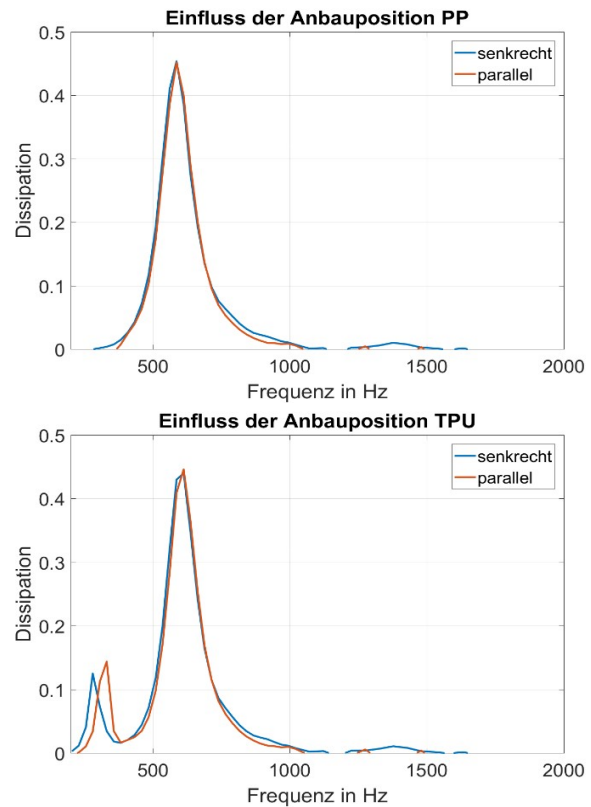 Einfluss der Anbauposition PP
0.5
0.4
0.3
0.2
0.1
0
Dissipation
senkrecht
parallel
500
1000
1500
2000
Frequenz in Hz
Einfluss der Anbauposition TPU
0.5
0.4
0.3
0.2
0.1
0
Dissipation
senkrecht
parallel
500
1000
1500
2000
Frequenz in Hz